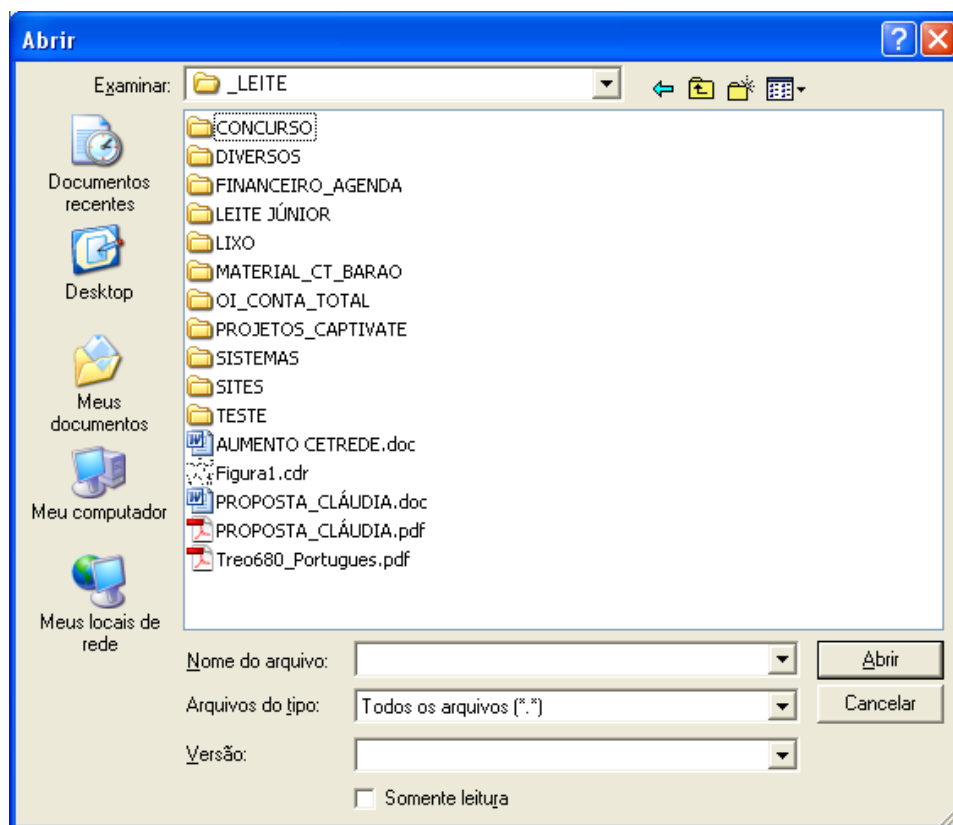 Abrir
Examinar:
_LEITE
Documentos
recentes
Desktop
Meus
documentos
Meu computador
Meus locais de
rede
CONCURSO
DIVERSOS
FINANCEIRO_AGENDA
LEITE JÚNIOR
LIXO
MATERIAL_CT_BARAO
OI_CONTA_TOTAL
PROJETOS_CAPTIVATE
SISTEMAS
SITES
TESTE
AUMENTO CETREDE.doc
Figura1.cdr
PROPOSTA_CLÁUDIA.doc
PROPOSTA_CLÁUDIA.pdf
Treo680_Portugues.pdf
Nome do arquivo:
Abrir
Arquivos do tipo:
Todos os arquivos (*.*)
Cancelar
Versão:
Somente leitura